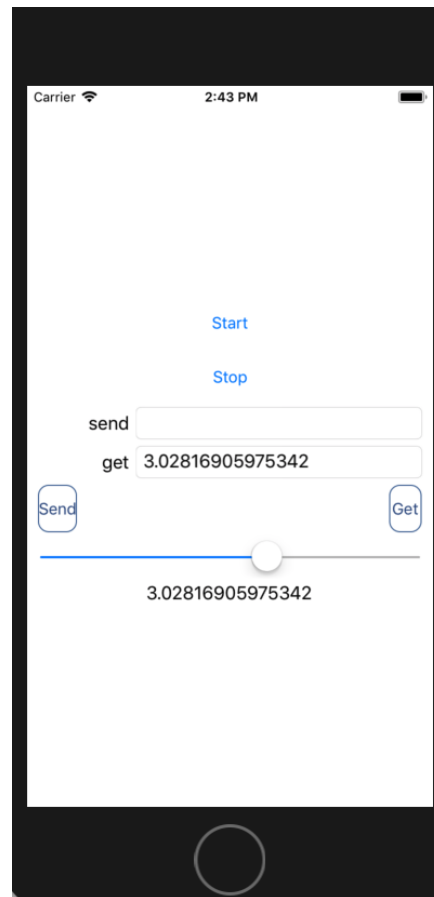 Carrier 2:43 PM
Start
Stop
send
get 3.02816905975342
Send Get
3.02816905975342